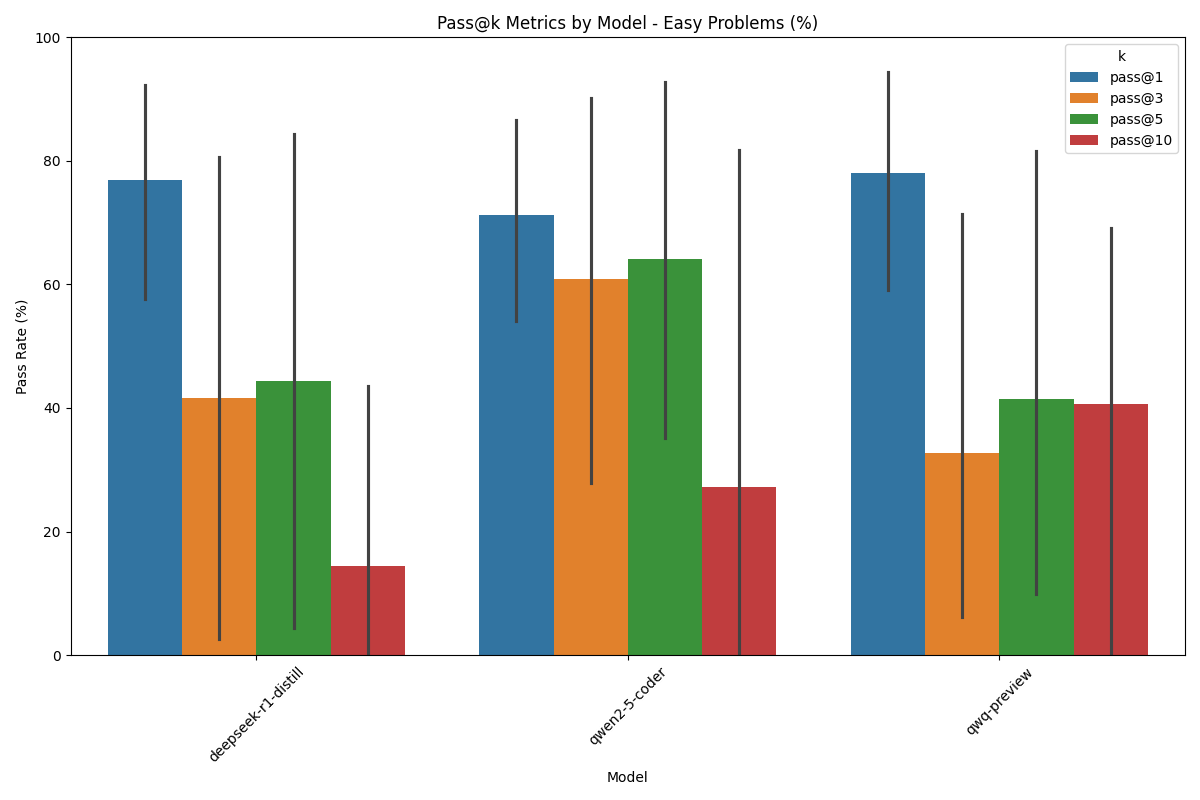 Pass@k Metrics by Model - Easy Problems (%)
100
80
60
40
20
0
Pass Rate (%)
k
pass@1
pass@3
pass@5
pass@10
deepseek-r1-distill
qwen2-5-coder
qwq-preview
Model